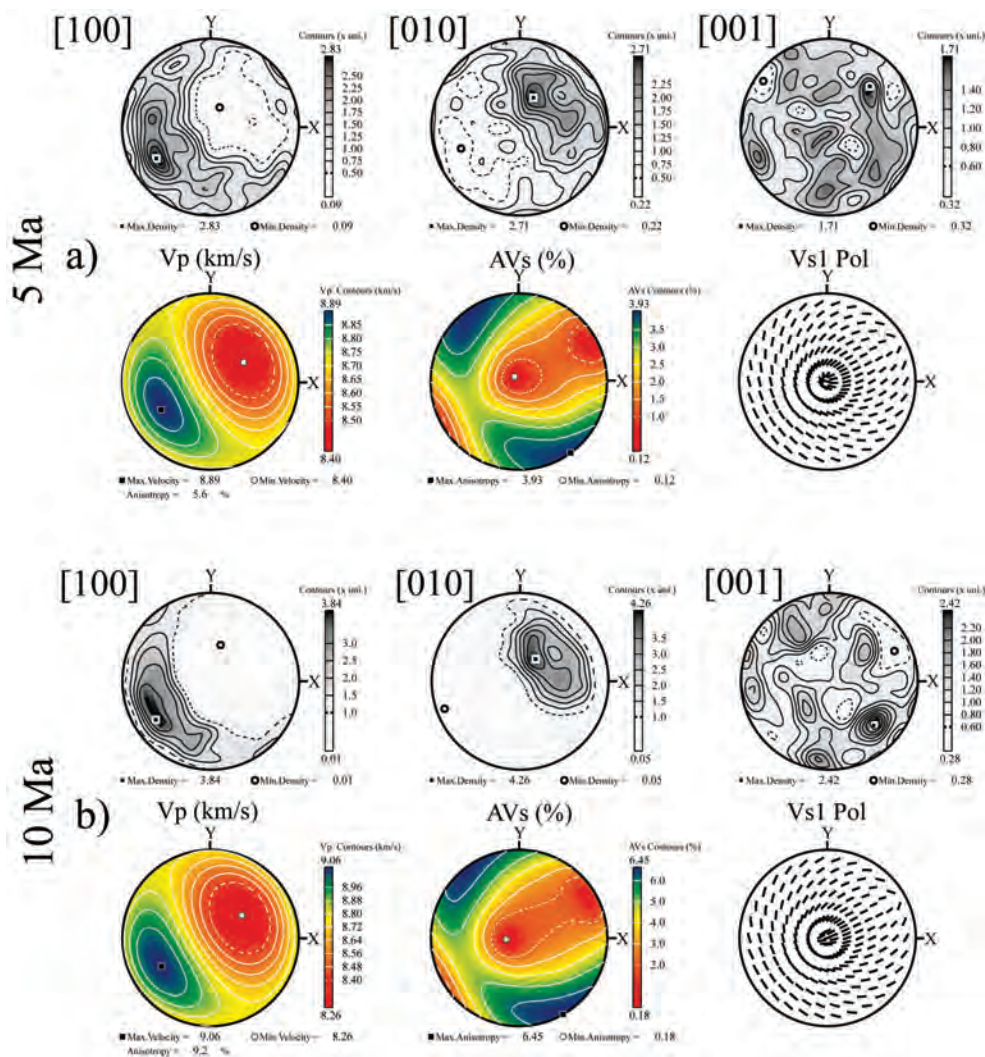 [100] Y [010] Y [001] Y
Contours (x uni.) Contours (x uni.) Contours (x uni.)
2.83 2.71 1.71
2.50 2.00 1.40
2.25 1.75 1.20
2.00 1.50 1.00
1.75 1.25 0.80
1.50 1.00 0.60
1.25 0.75
1.00 0.50
0.75
0.50
X X X
0.09 0.22 0.32
Max.Density = 2.83 Min.Density = 0.09 Max.Density = 2.71 Min.Density = 0.22 Max.Density = 1.71 Min.Density = 0.32
5 Ma
a)
Vp (km/s) AVs (%) Vs1 Pol
Y Y Y
Vp Contours (km/s) AVs Contours (%)
8.89 3.93
8.85 3.5
8.80 3.0
8.75 2.5
8.70 2.0
8.65 1.5
8.60 1.0
8.55
8.50
X X
8.40 0.12
Max.Velocity = 8.89 Min.Velocity = 8.40 Max.Anisotropy = 3.93 Min.Anisotropy = 0.12
Anisotropy = 5.6 %
[100] Y [010] Y [001] Y
Contours (x uni.) Contours (x uni.) Contours (x uni.)
3.84 4.26 2.42
3.0 3.5 2.20
2.5 3.0 2.00
2.0 2.5 1.80
1.5 2.0 1.60
1.0 1.5 1.40
1.0 1.20
1.00
0.80
0.60
X X X
0.01 0.05 0.28
Max.Density = 3.84 Min.Density = 0.01 Max.Density = 4.26 Min.Density = 0.05 Max.Density = 2.42 Min.Density = 0.28
10 Ma
b)
Vp (km/s) AVs (%) Vs1 Pol
Y Y Y
Vp Contours (km/s) AVs Contours (%)
9.06 6.45
8.96 6.0
8.88 5.0
8.80 4.0
8.72 3.0
8.64 2.0
8.56
8.48
8.40
X X
8.26 0.18
Max.Velocity = 9.06 Min.Velocity = 8.26 Max.Anisotropy = 6.45 Min.Anisotropy = 0.18
Anisotropy = 9.2 %